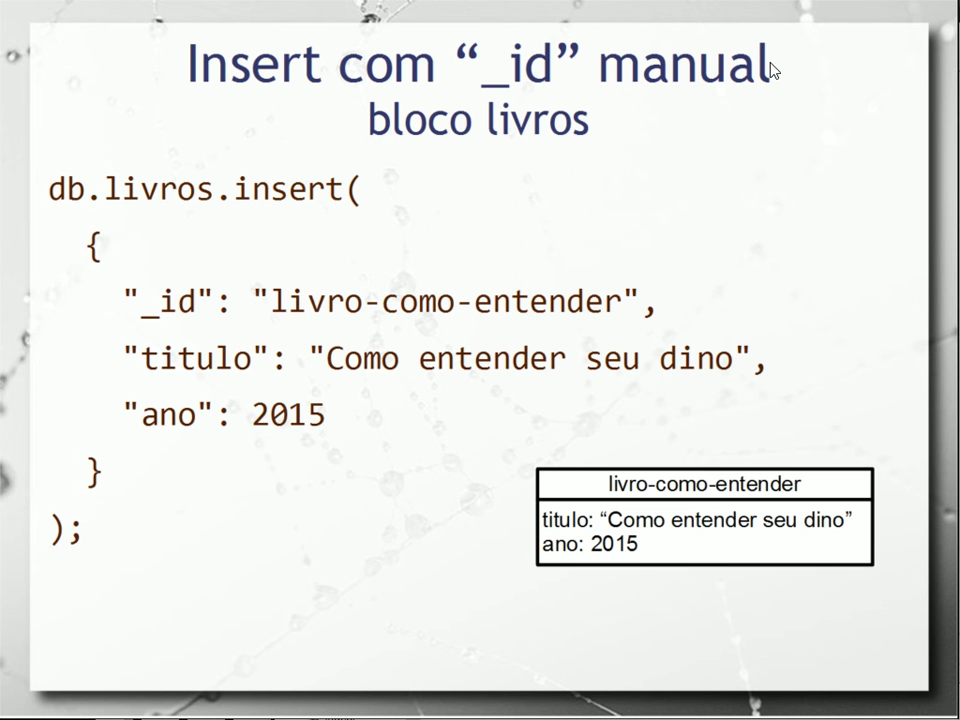 Insert com “_id” manual
bloco livros
db.livros.insert(
{
"_id": "livro-como-entender",
"titulo": "Como entender seu dino",
"ano": 2015
}
);
livro-como-entender
titulo: “Como entender seu dino”
ano: 2015